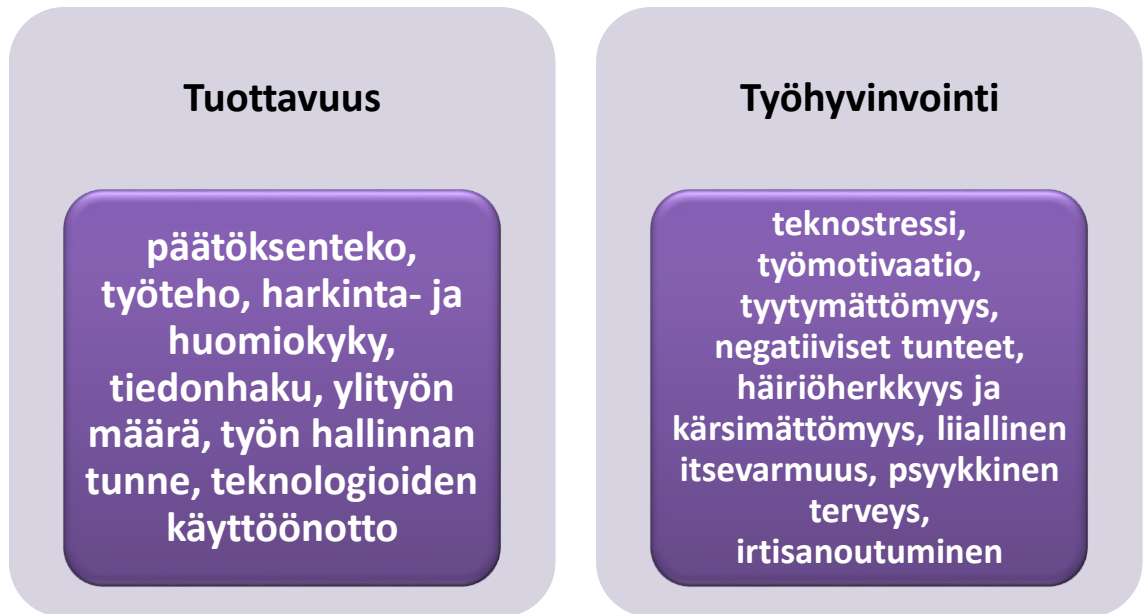 Tuottavuus
päätöksenteko,
työteho, harkinta- ja
huomiokyky,
tiedonhaku, ylityön
määrä, työn hallinnan
tunne, teknologioiden
käyttöönotto
Työhyvinvointi
teknostressi,
työmotivaatio,
tyytymättömyys,
negatiiviset tunteet,
häiriöherkkyys ja
kärsimättömyys, liiallinen
itsevarmuus, psyykkinen
terveys,
irtisanoutuminen